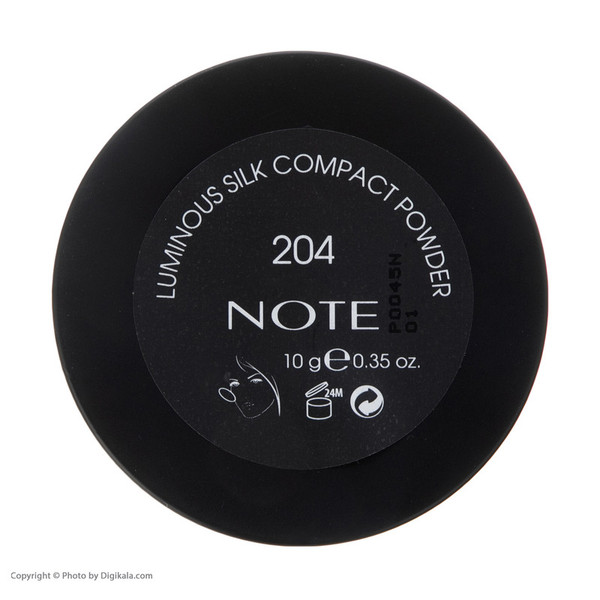 LUMINOUS SILK COMPACT POWDER
204
NOTE
P0045N
01
10 g ℮ 0.35 oz.
24M
Copyright © Photo by Digikala.com